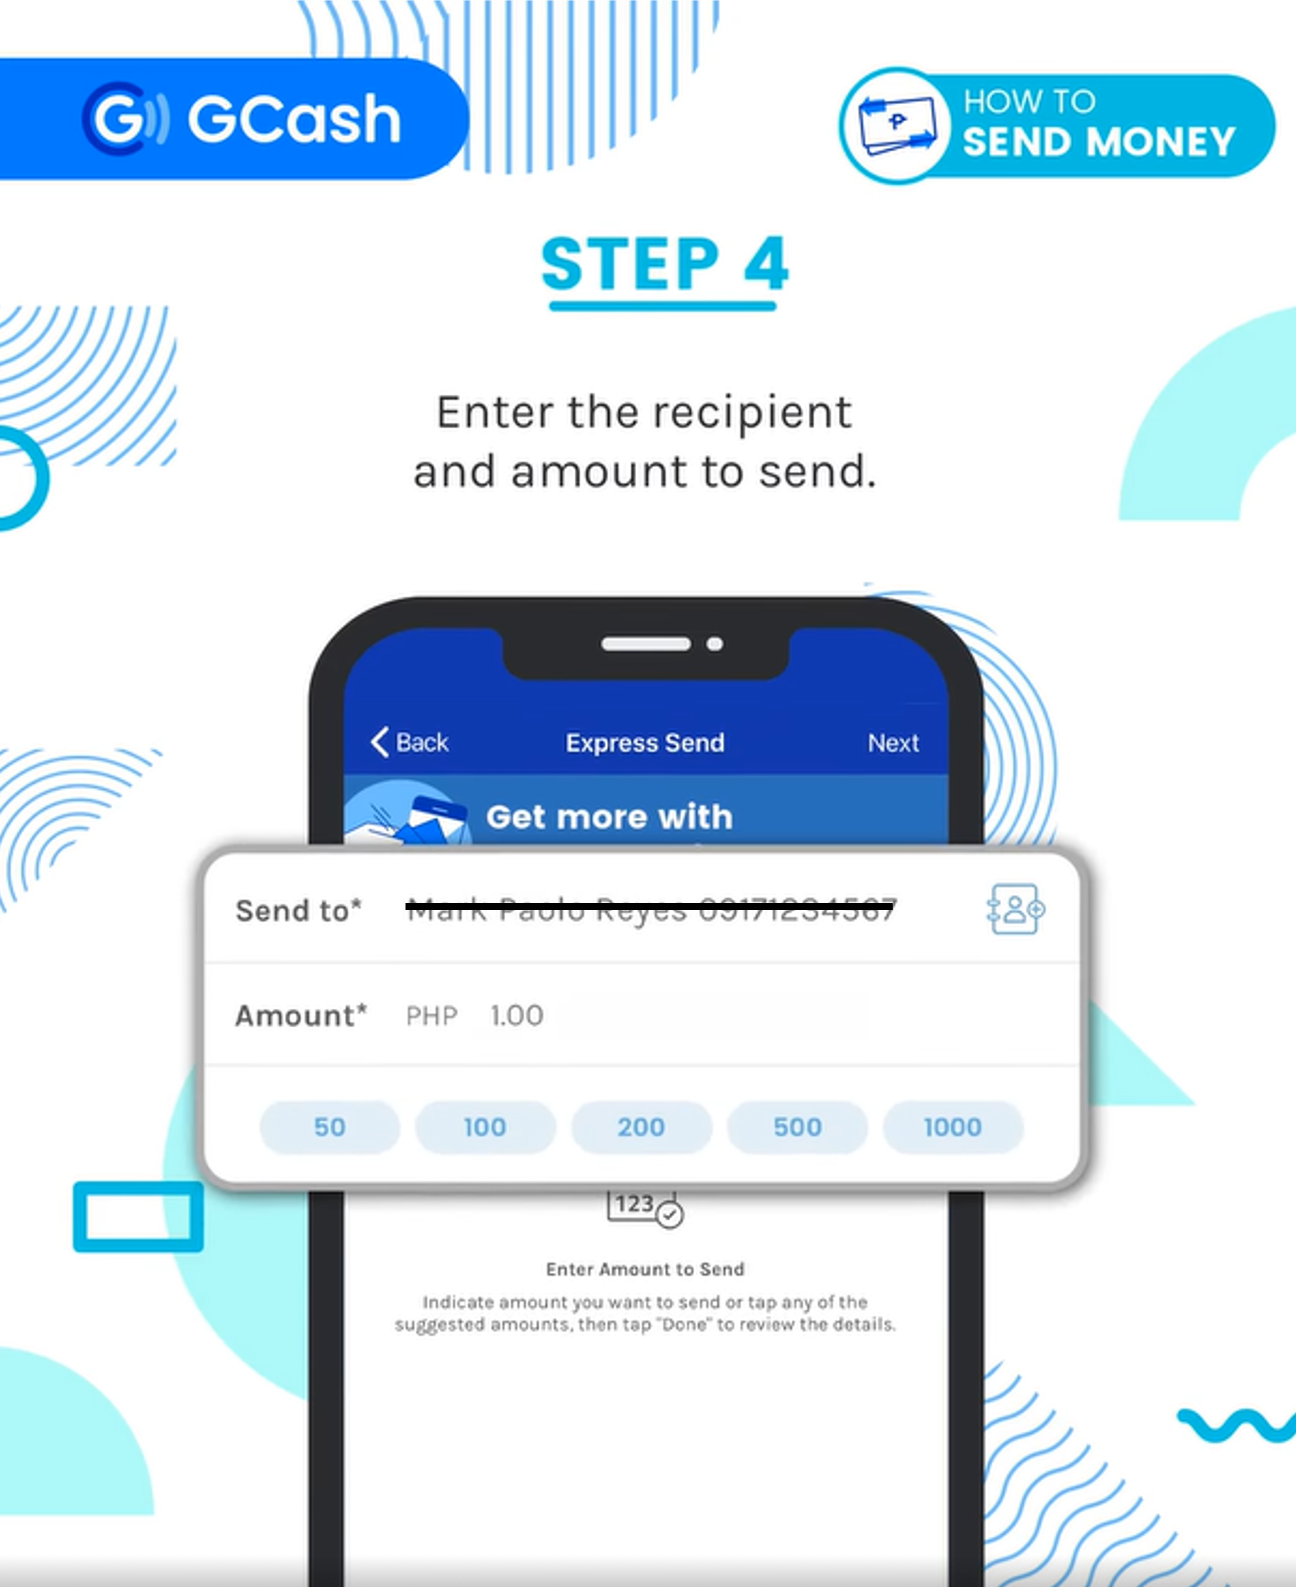 GCash
HOW TO
SEND MONEY
STEP 4
Enter the recipient
and amount to send.
Back Express Send Next
Get more with
Send to* Mark Paolo Reyes 09171234567
Amount* PHP 1.00
50 100 200 500 1000
123
Enter Amount to Send
Indicate amount you want to send or tap any of the
suggested amounts, then tap "Done" to review the details.